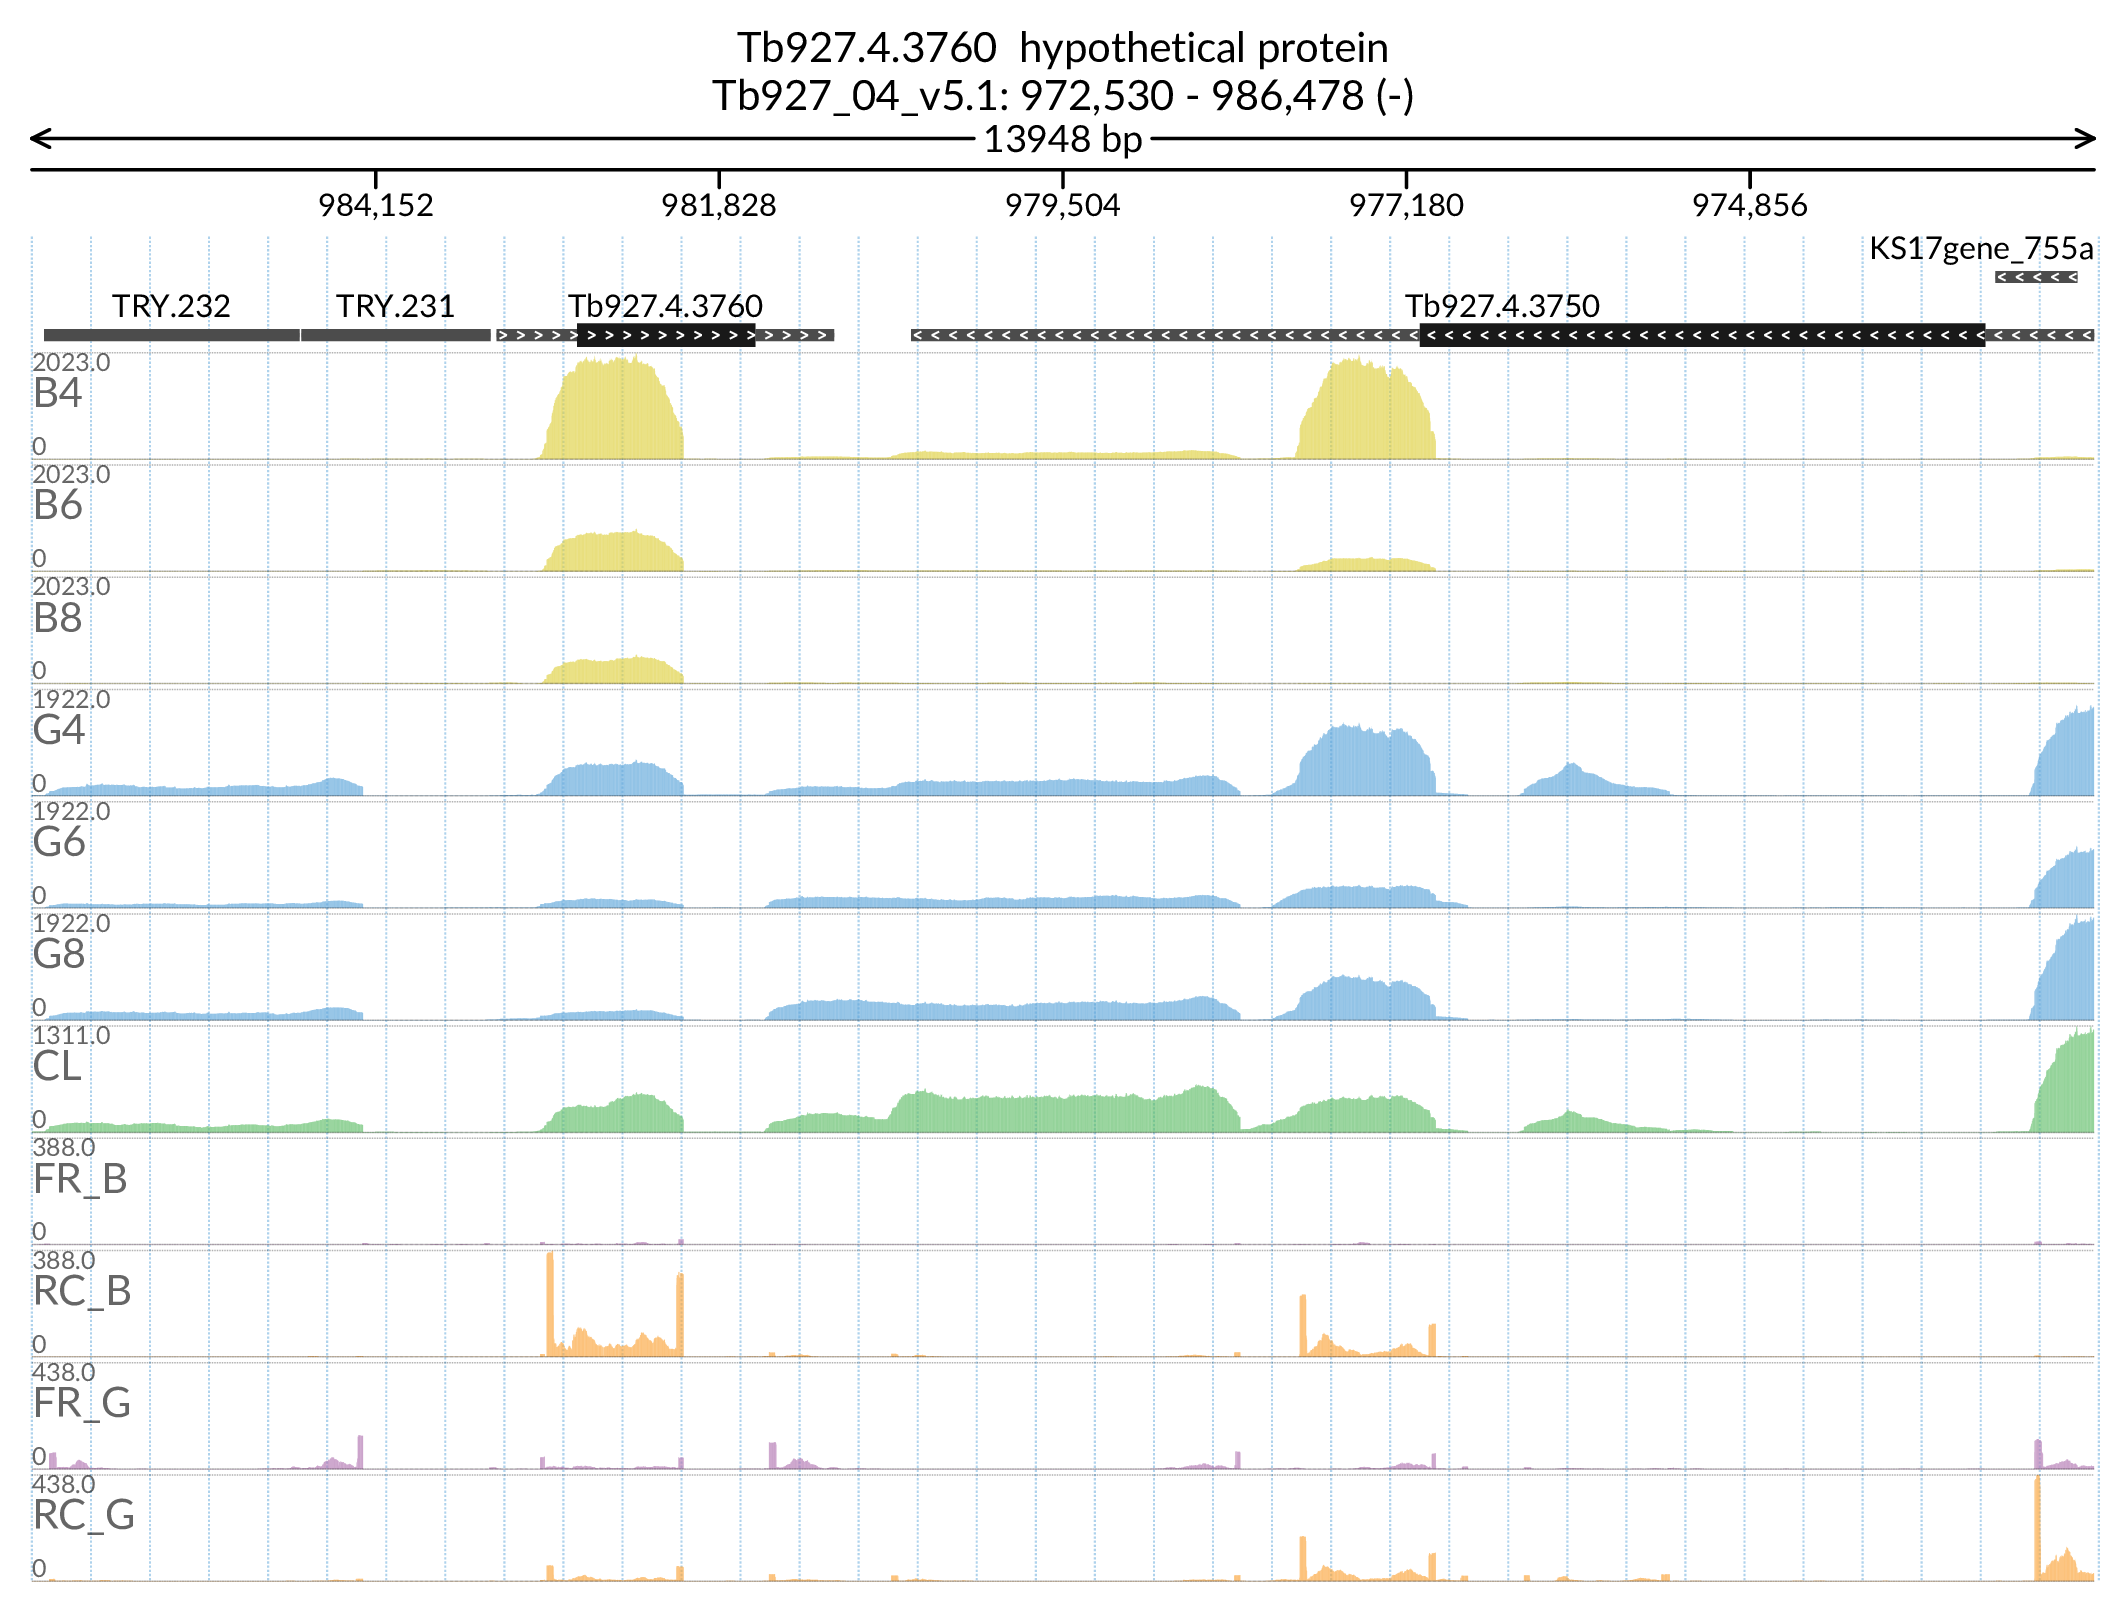 Tb927.4.3760 hypothetical protein
Tb927_04_v5.1: 972,530 - 986,478 (-)
13948 bp
984,152 981,828 979,504 977,180 974,856
KS17gene_755a
TRY.232 TRY.231 Tb927.4.3760 Tb927.4.3750
2023.0
B4
0
2023.0
B6
0
2023.0
B8
0
1922.0
G4
0
1922.0
G6
0
1922.0
G8
0
1311.0
CL
0
388.0
FR_B
0
388.0
RC_B
0
438.0
FR_G
0
438.0
RC_G
0